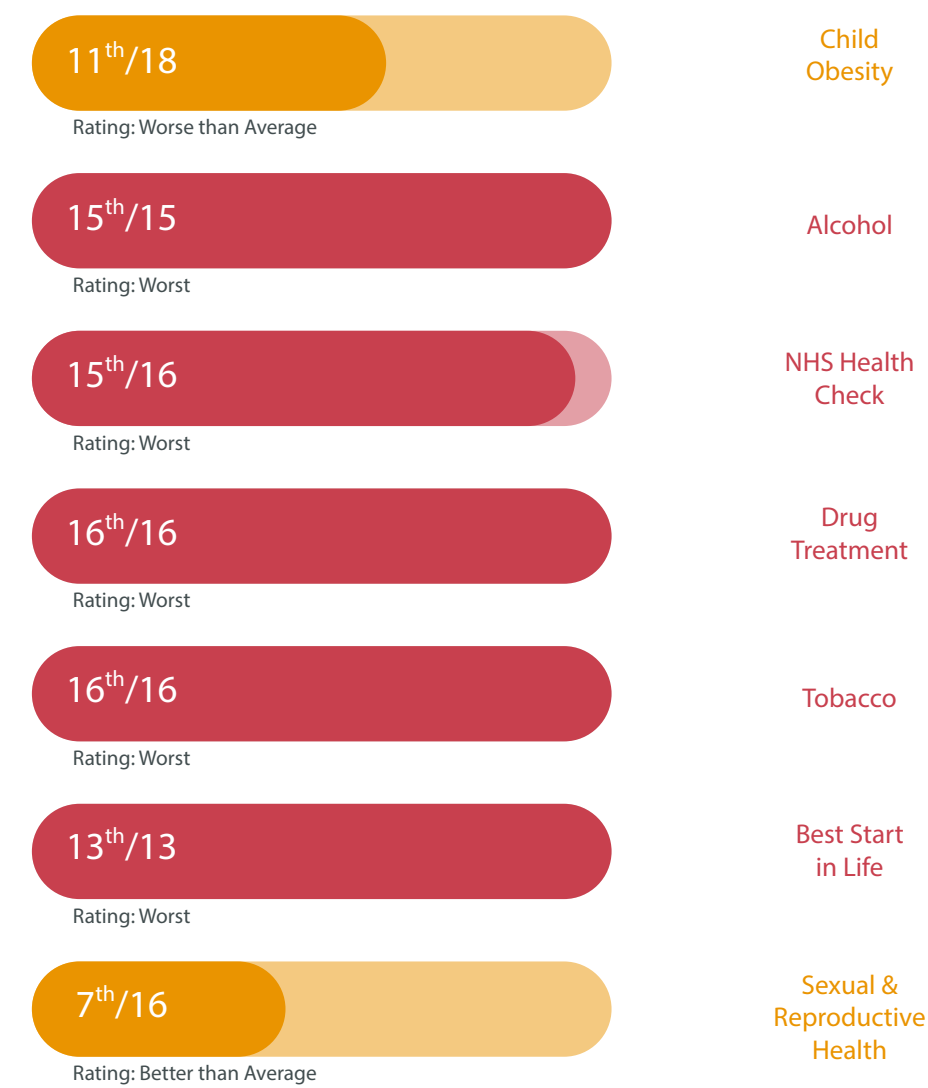 11th/18
Child
Obesity
Rating: Worse than Average
15th/15
Alcohol
Rating: Worst
15th/16
NHS Health
Check
Rating: Worst
16th/16
Drug
Treatment
Rating: Worst
16th/16
Tobacco
Rating: Worst
13th/13
Best Start
in Life
Rating: Worst
7th/16
Sexual &
Reproductive
Health
Rating: Better than Average